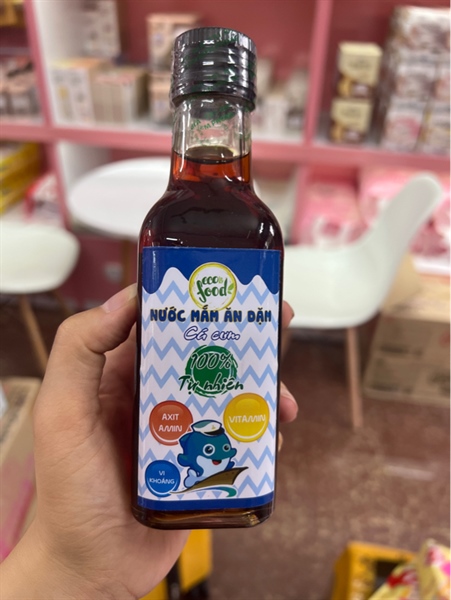 eco
food
NƯỚC MẮM ĂN DẶM
Cá cơm
100%
Tự nhiên
AXIT
AMIN
VITAMIN
VI
KHOÁNG